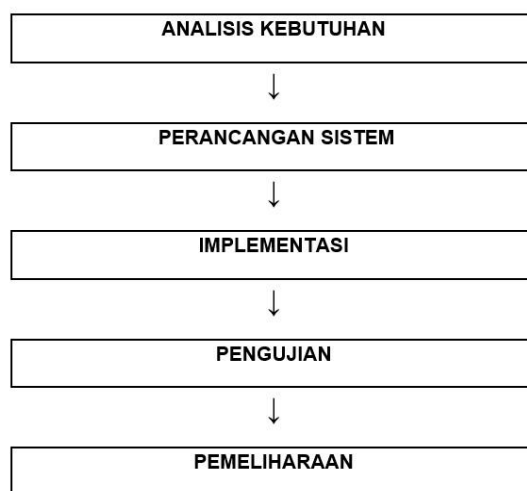 ANALISIS KEBUTUHAN
↓
PERANCANGAN SISTEM
↓
IMPLEMENTASI
↓
PENGUJIAN
↓
PEMELIHARAAN